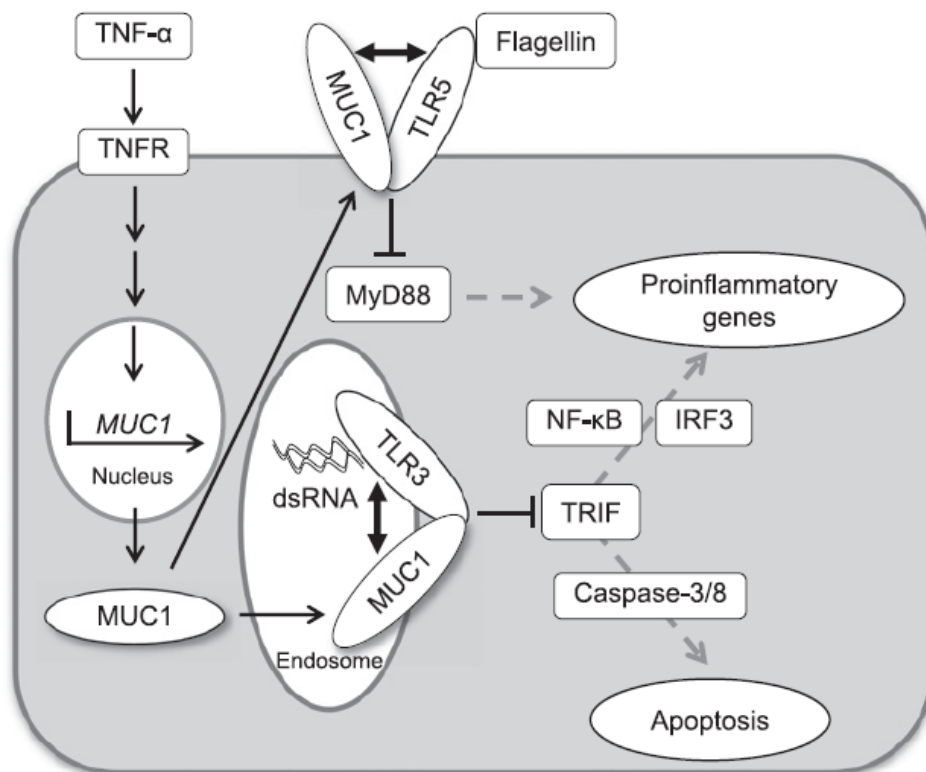 TNF-α
TNFR
MUC1
Nucleus
MUC1
MUC1
TLR5
Flagellin
MyD88
Proinflammatory
genes
NF-κB
IRF3
TLR3
dsRNA
MUC1
Endosome
TRIF
Caspase-3/8
Apoptosis